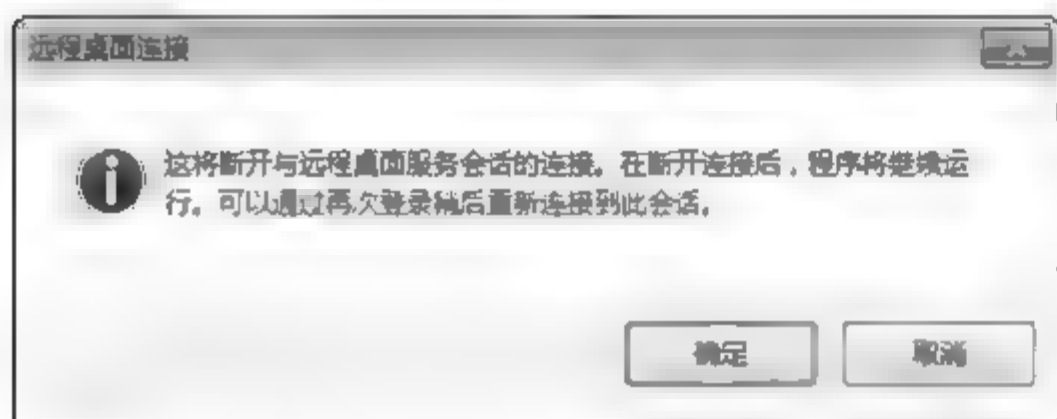 远程桌面连接
这将断开与远程桌面服务会话的连接。在断开连接后，程序将继续运
行。可以通过再次登录稍后重新连接到此会话。
确定 取消